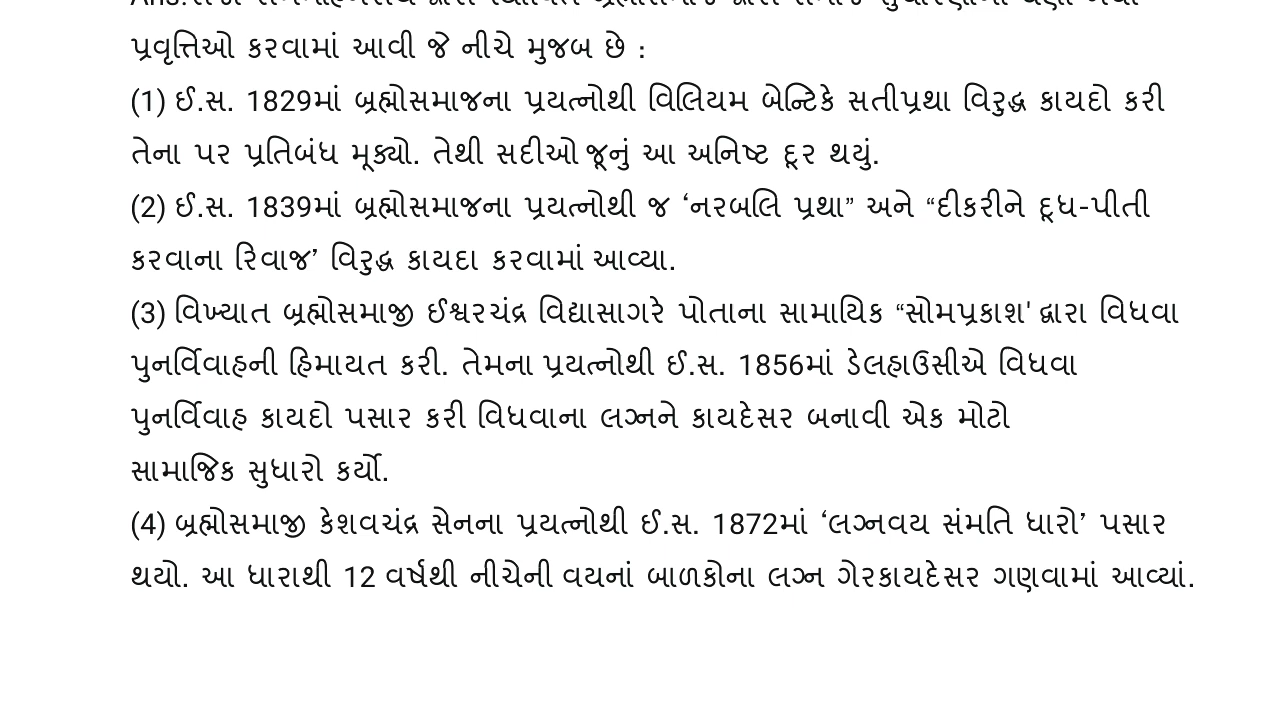 પ્રવૃત્તિઓ કરવામાં આવી જે નીચે મુજબ છે :
(1) ઈ.સ. 1829માં બ્રહ્મોસમાજના પ્રયત્નોથી વિલિયમ બેન્ટિકે સતીપ્રથા વિરુદ્ધ કાયદો કરી
તેના પર પ્રતિબંધ મૂક્યો. તેથી સદીઓ જૂનું આ અનિષ્ટ દૂર થયું.
(2) ઈ.સ. 1839માં બ્રહ્મોસમાજના પ્રયત્નોથી જ ‘નરબલિ પ્રથા” અને “દીકરીને દૂધ-પીતી
કરવાના રિવાજ’ વિરુદ્ધ કાયદા કરવામાં આવ્યા.
(3) વિખ્યાત બ્રહ્મોસમાજી ઈશ્વરચંદ્ર વિદ્યાસાગરે પોતાના સામાયિક “સોમપ્રકાશ' દ્વારા વિધવા
પુનર્વિવાહની હિમાયત કરી. તેમના પ્રયત્નોથી ઈ.સ. 1856માં ડેલહાઉસીએ વિધવા
પુનર્વિવાહ કાયદો પસાર કરી વિધવાના લગ્નને કાયદેસર બનાવી એક મોટો
સામાજિક સુધારો કર્યો.
(4) બ્રહ્મોસમાજી કેશવચંદ્ર સેનના પ્રયત્નોથી ઈ.સ. 1872માં ‘લગ્નવય સંમતિ ધારો’ પસાર
થયો. આ ધારાથી 12 વર્ષથી નીચેની વયનાં બાળકોના લગ્ન ગેરકાયદેસર ગણવામાં આવ્યાં.